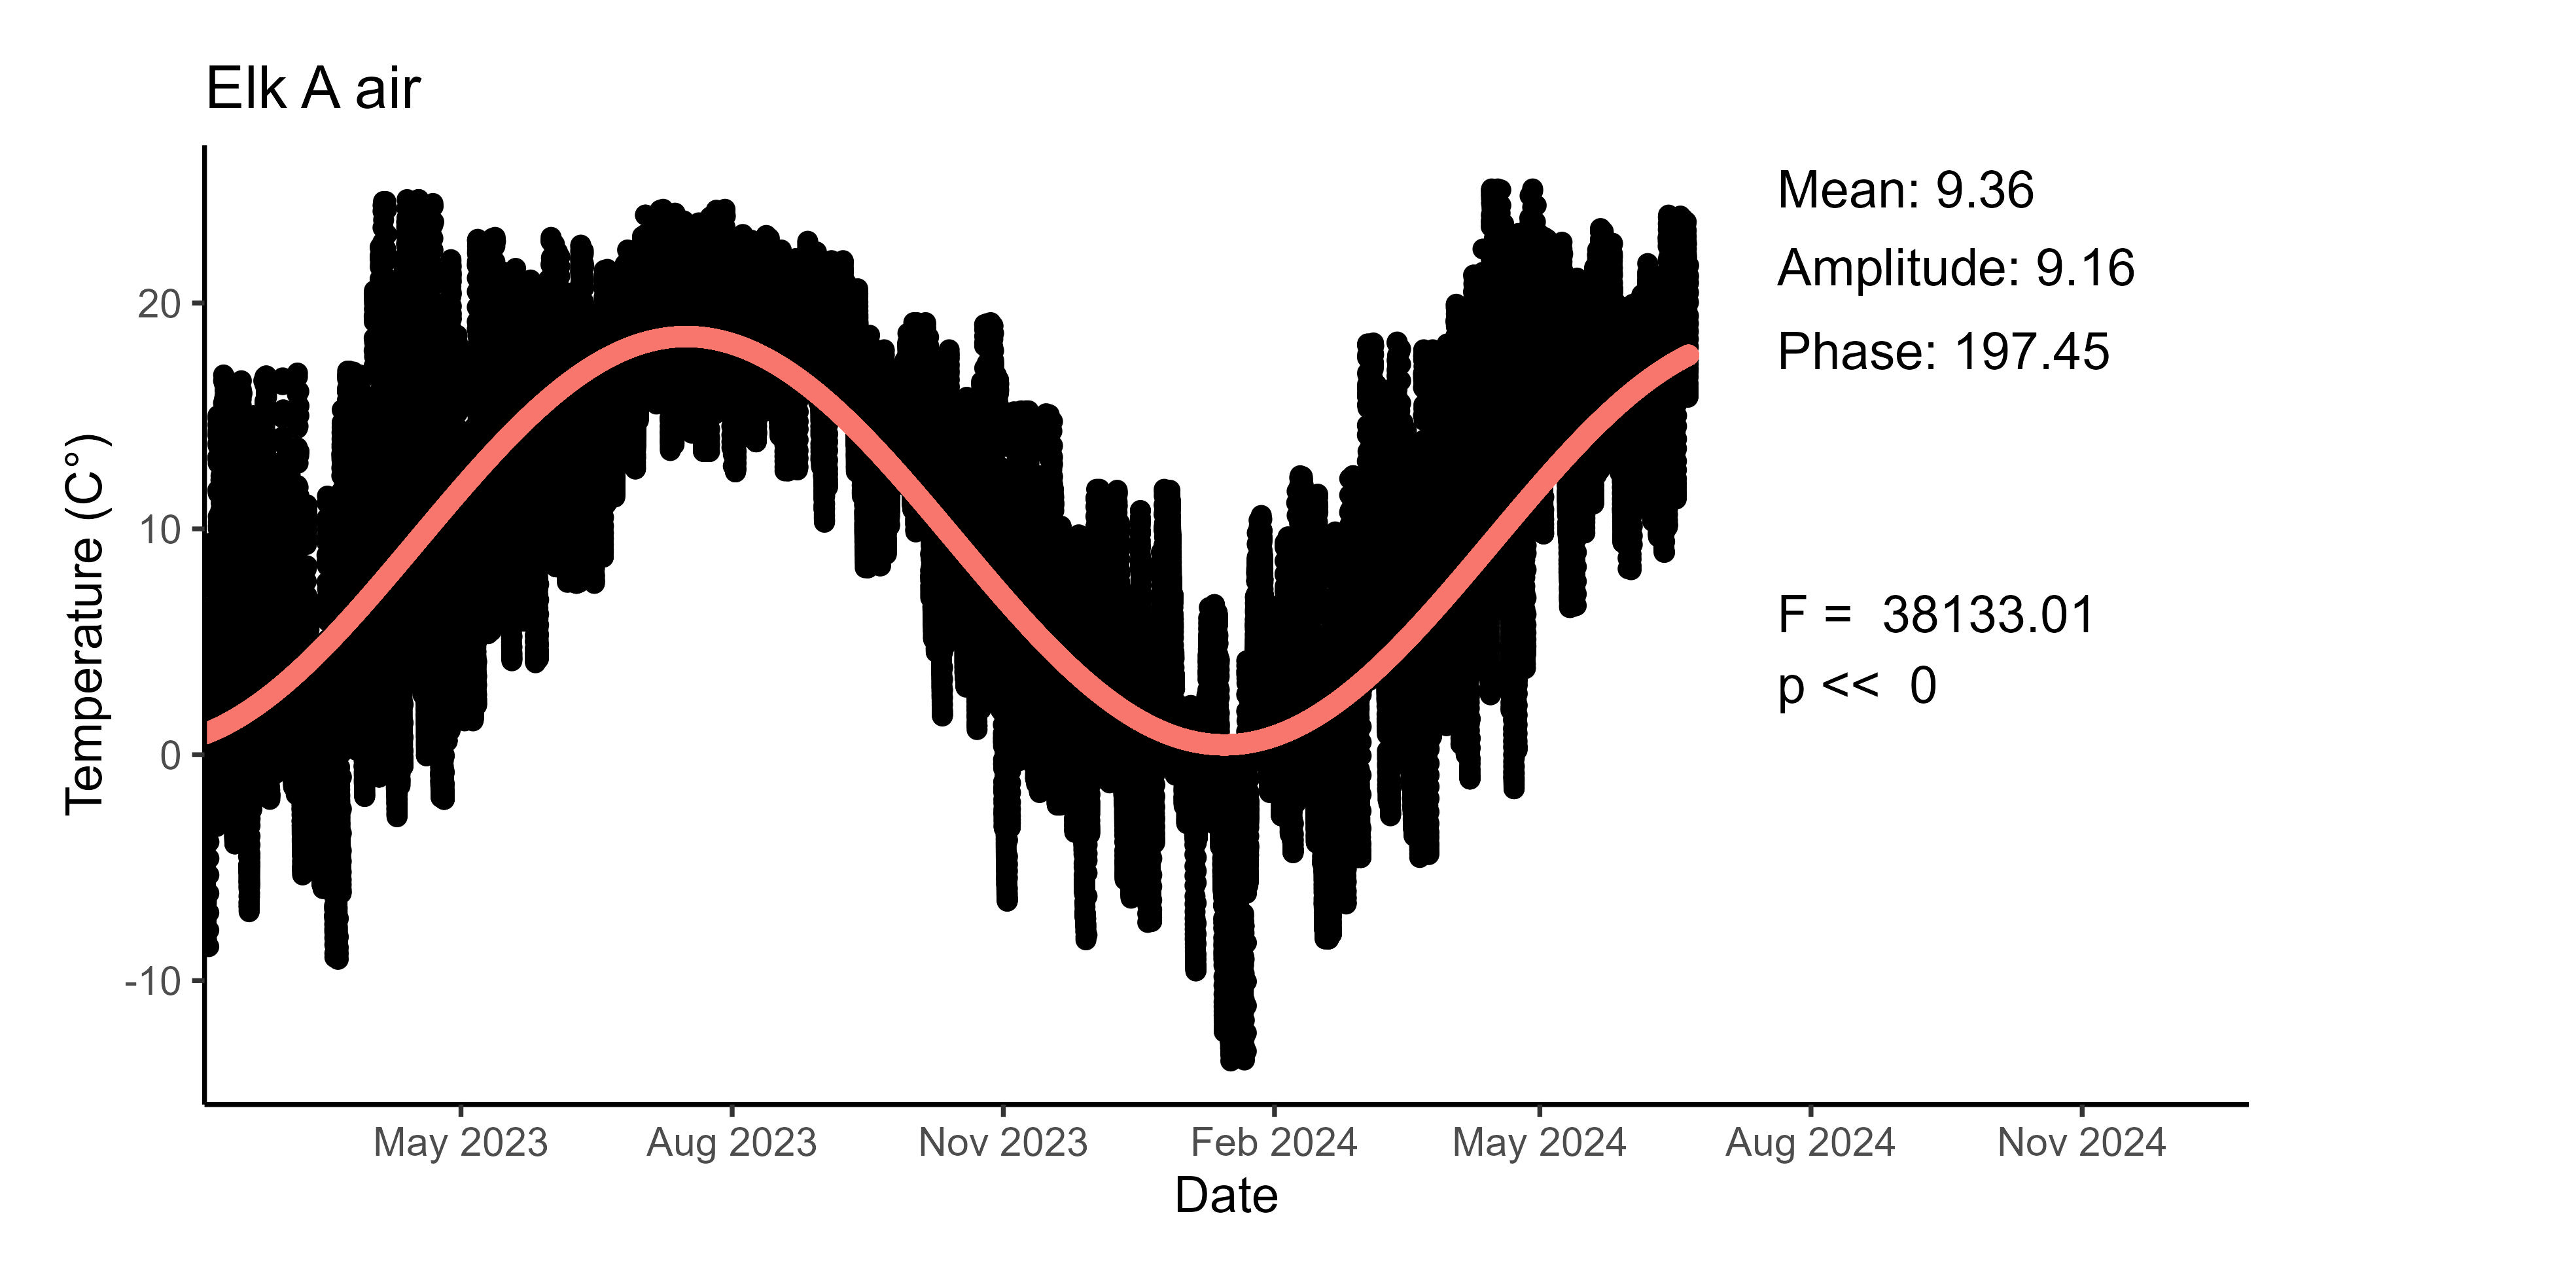 Elk A air
Mean: 9.36
Amplitude: 9.16
Phase: 197.45
F =  38133.01
p <<  0
20
10
0
-10
Temperature (C°)
May 2023
Aug 2023
Nov 2023
Feb 2024
May 2024
Aug 2024
Nov 2024
Date